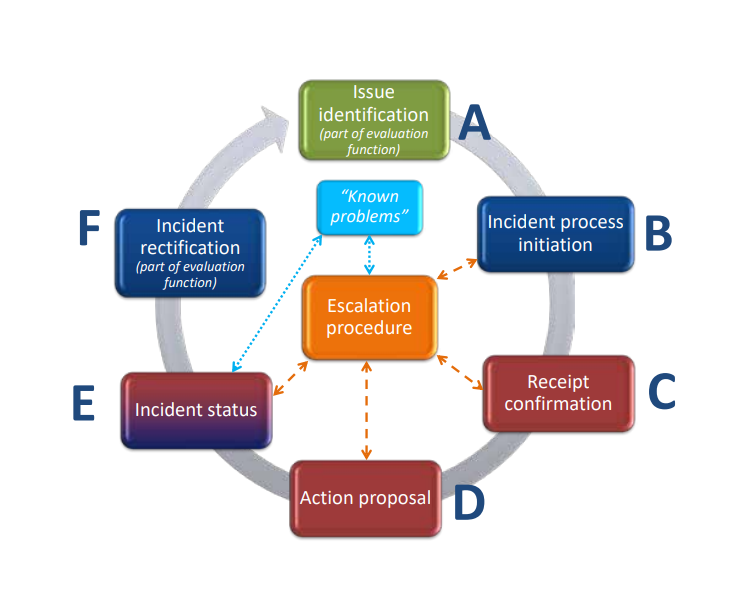 Issue
identification
(part of evaluation
function)
A
“Known
problems”
Incident process
initiation
B
F
Incident
rectification
(part of evaluation
function)
Escalation
procedure
Receipt
confirmation
C
E
Incident status
Action proposal
D